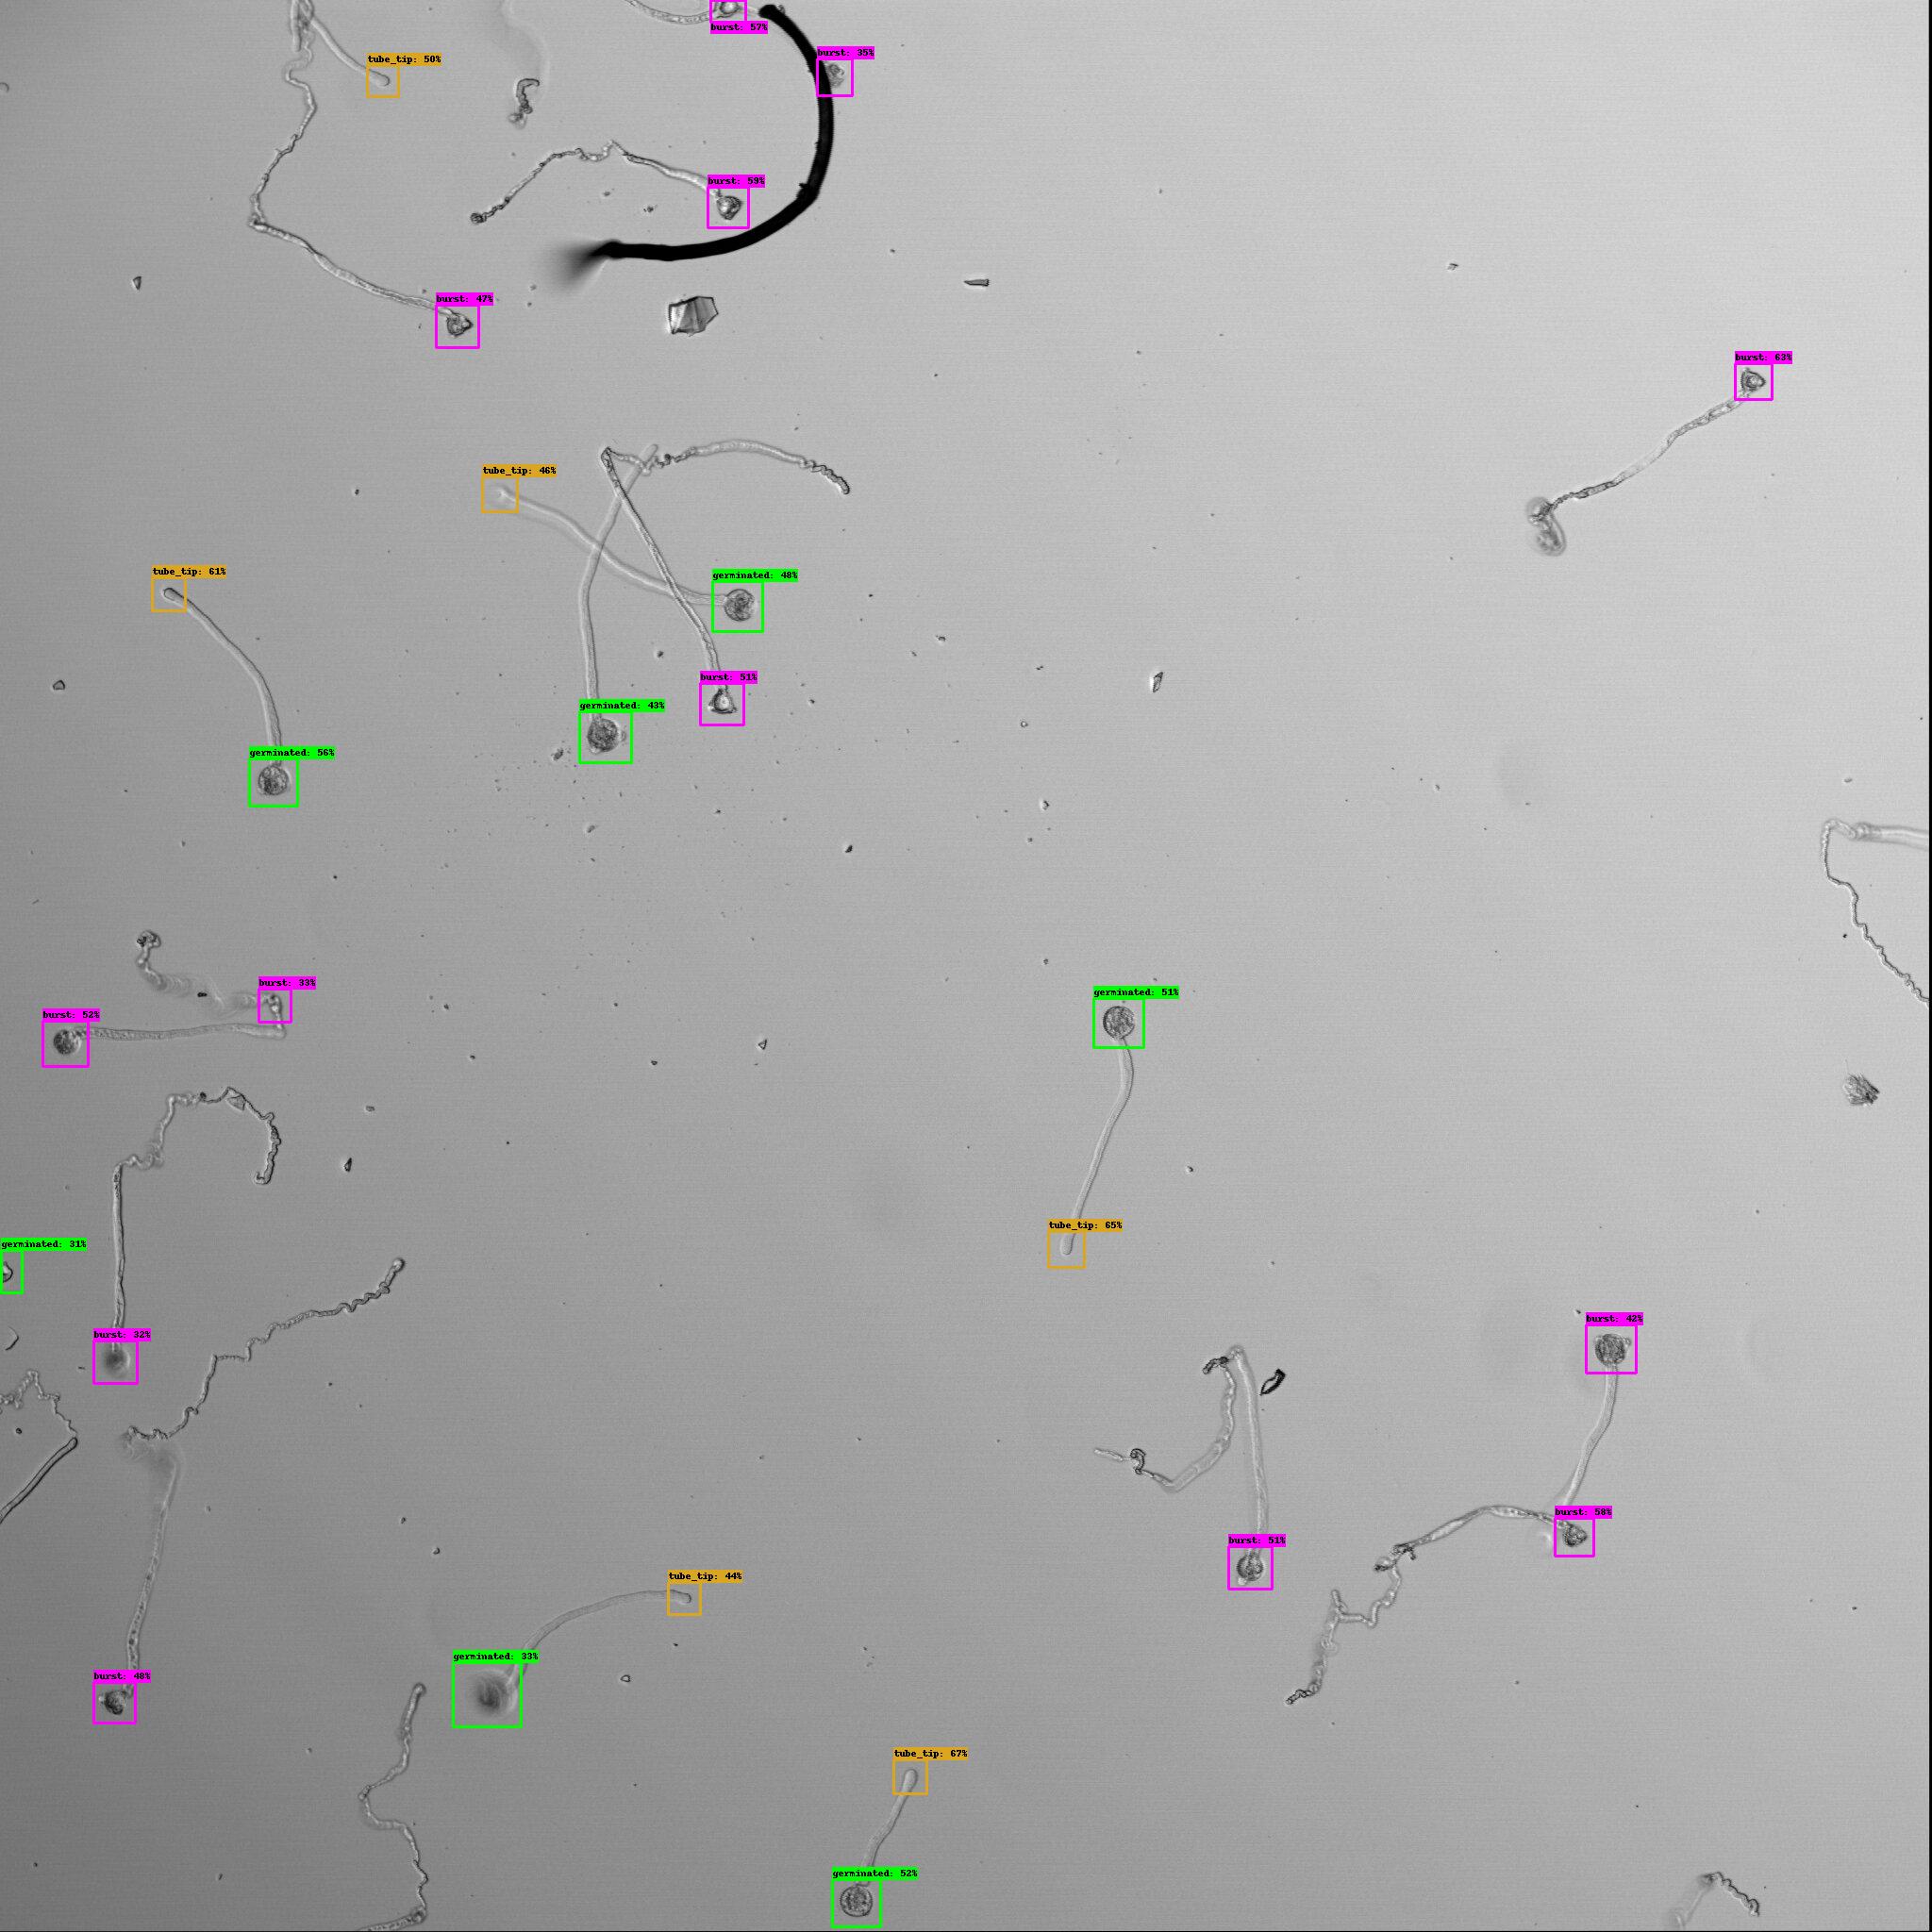 burst: 57%
burst: 35%
tube_tip: 50%
burst: 59%
burst: 47%
burst: 63%
tube_tip: 46%
tube_tip: 61%
germinated: 48%
burst: 51%
germinated: 43%
germinated: 56%
burst: 33%
germinated: 51%
burst: 52%
tube_tip: 65%
germinated: 31%
burst: 42%
burst: 32%
burst: 58%
burst: 51%
tube_tip: 44%
germinated: 33%
burst: 48%
tube_tip: 67%
germinated: 52%